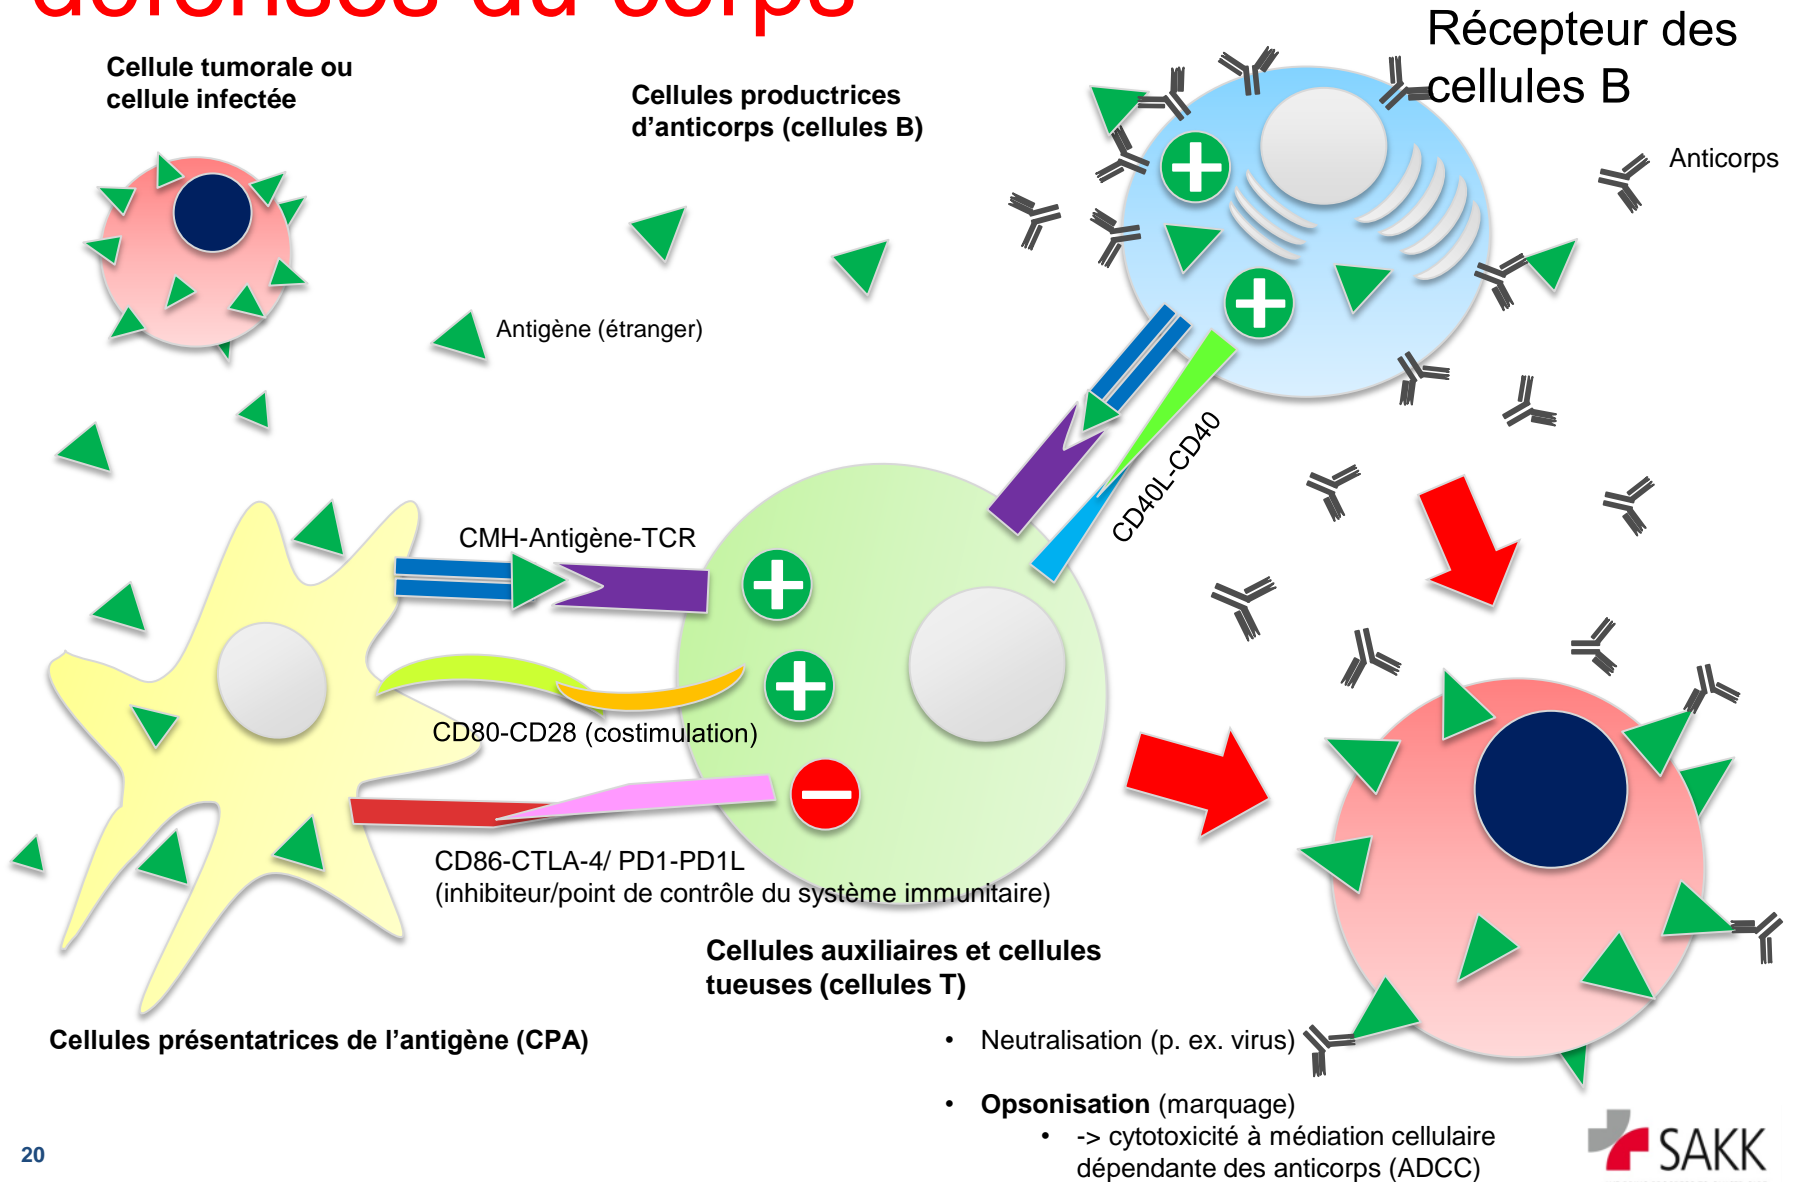 défenses du corps
Récepteur des
cellules B
Cellule tumorale ou
cellule infectée
Cellules productrices
d’anticorps (cellules B)
Anticorps
Antigène (étranger)
CD40L-CD40
CMH-Antigène-TCR
CD80-CD28 (costimulation)
CD86-CTLA-4/ PD1-PD1L
(inhibiteur/point de contrôle du système immunitaire)
Cellules auxiliaires et cellules
tueuses (cellules T)
Cellules présentatrices de l’antigène (CPA)
• Neutralisation (p. ex. virus)
• Opsonisation (marquage)
• -> cytotoxicité à médiation cellulaire
dépendante des anticorps (ADCC)
20
SAKK